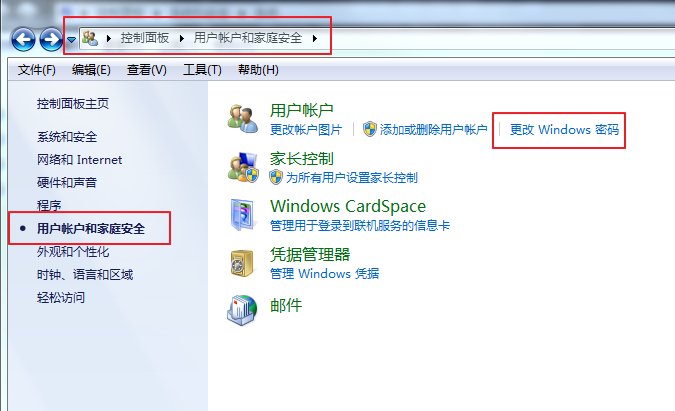 控制面板 用户帐户和家庭安全
文件(F) 编辑(E) 查看(V) 工具(T) 帮助(H)
控制面板主页
系统和安全
网络和 Internet
硬件和声音
程序
用户帐户和家庭安全
外观和个性化
时钟、语言和区域
轻松访问
用户帐户
更改帐户图片 添加或删除用户帐户 更改 Windows 密码
家长控制
为所有用户设置家长控制
Windows CardSpace
管理用于登录到联机服务的信息卡
凭据管理器
管理 Windows 凭据
邮件